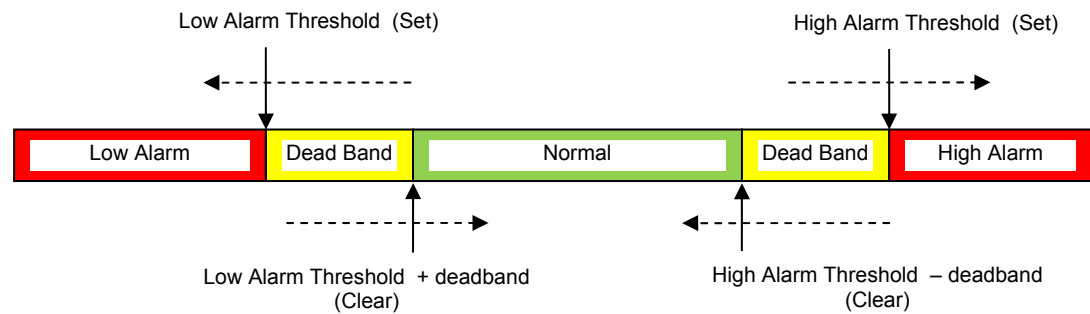 Low Alarm Threshold (Set)
High Alarm Threshold (Set)
Low Alarm
Dead Band
Normal
Dead Band
High Alarm
Low Alarm Threshold + deadband
(Clear)
High Alarm Threshold – deadband
(Clear)